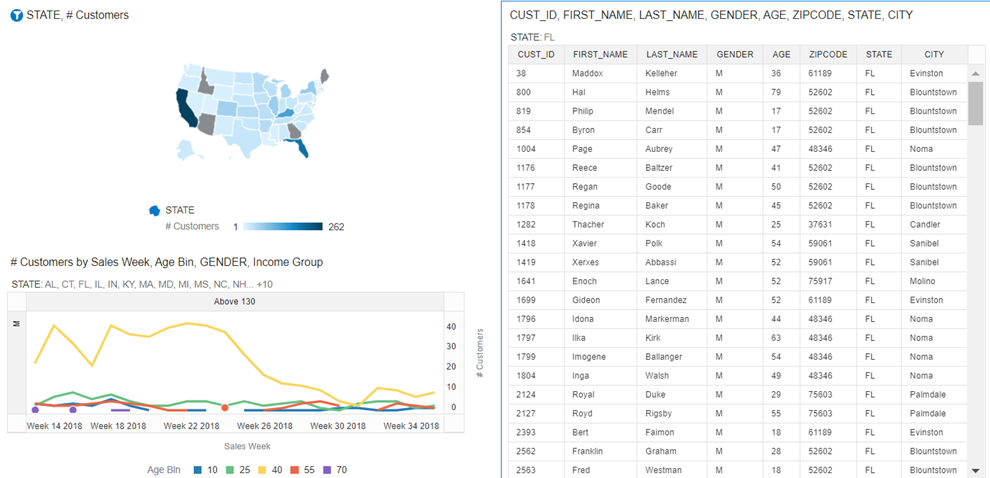 STATE, # Customers
STATE
# Customers 1 262
# Customers by Sales Week, Age Bin, GENDER, Income Group
STATE: AL, CT, FL, IL, IN, KY, MA, MD, MI, MS, NC, NH... +10
Above 130
M
40
30
20
10
0
# Customers
Week 14 2018 Week 18 2018 Week 22 2018 Week 26 2018 Week 30 2018 Week 34 2018
Sales Week
Age Bin 10 25 40 55 70
CUST_ID, FIRST_NAME, LAST_NAME, GENDER, AGE, ZIPCODE, STATE, CITY
STATE: FL
CUST_ID FIRST_NAME LAST_NAME GENDER AGE ZIPCODE STATE CITY
38 Maddox Kelleher M 36 61189 FL Evinston
800 Hal Helms M 79 52602 FL Blountstown
819 Philip Mendel M 17 52602 FL Blountstown
854 Byron Carr M 17 52602 FL Blountstown
1004 Page Aubrey M 47 48346 FL Noma
1176 Reece Baltzer M 41 52602 FL Blountstown
1177 Regan Goode M 50 52602 FL Blountstown
1178 Regina Baker M 45 52602 FL Blountstown
1282 Thacher Koch M 25 37631 FL Candler
1418 Xavier Polk M 54 59061 FL Sanibel
1419 Xerxes Abbassi M 52 59061 FL Sanibel
1641 Enoch Lance M 52 75917 FL Molino
1699 Gideon Fernandez M 52 61189 FL Evinston
1796 Idona Markerman M 44 48346 FL Noma
1797 Ilka Kirk M 63 48346 FL Noma
1799 Imogene Ballanger M 54 48346 FL Noma
1804 Inga Walsh M 49 48346 FL Noma
2124 Royal Duke M 29 75603 FL Palmdale
2127 Royd Rigsby M 55 75603 FL Palmdale
2393 Bert Faimon M 18 61189 FL Evinston
2562 Franklin Graham M 28 52602 FL Blountstown
2563 Fred Westman M 18 52602 FL Blountstown